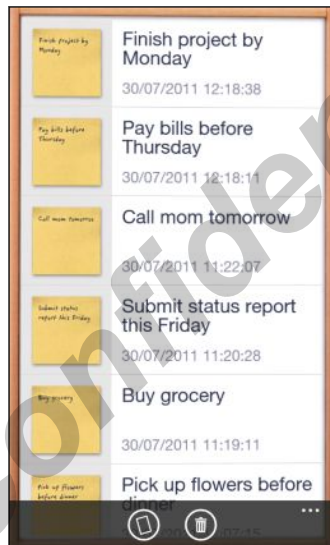 Finish project by
Monday
Finish project by
Monday
30/07/2011 12:18:38
Pay bills before
Thursday
Pay bills before
Thursday
30/07/2011 12:18:11
Call mom tomorrow
Call mom tomorrow
30/07/2011 11:22:07
Submit status
report this Friday
Submit status report
this Friday
30/07/2011 11:20:28
Buy grocery
Buy grocery
30/07/2011 11:19:11
Pick up flowers
before dinner
Pick up flowers before
dinner
Confiden